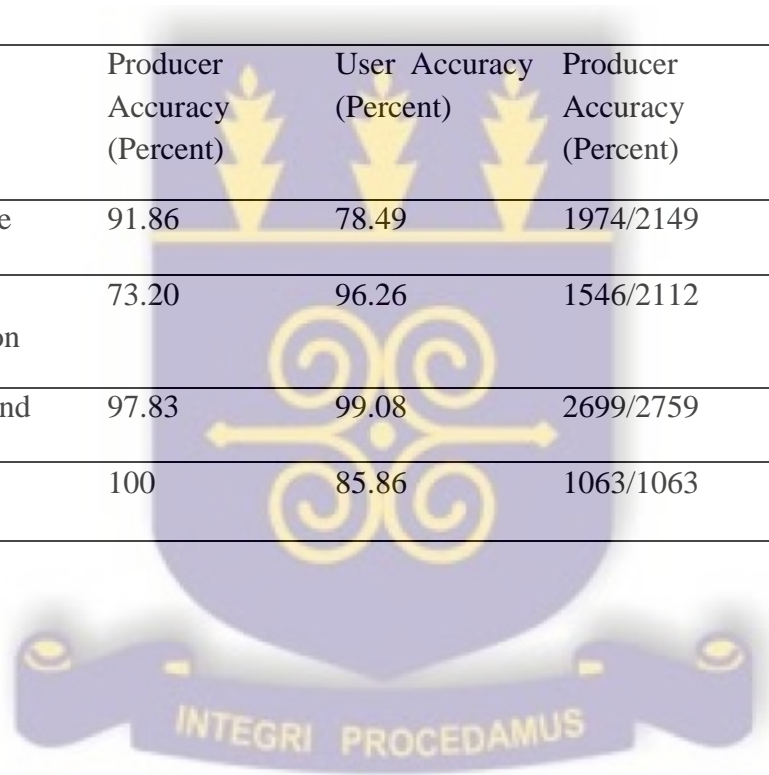 Producer User Accuracy Producer
Accuracy (Percent) Accuracy
(Percent) (Percent)
91.86 78.49 1974/2149
73.20 96.26 1546/2112
97.83 99.08 2699/2759
100 85.86 1063/1063
INTEGRI PROCEDAMUS